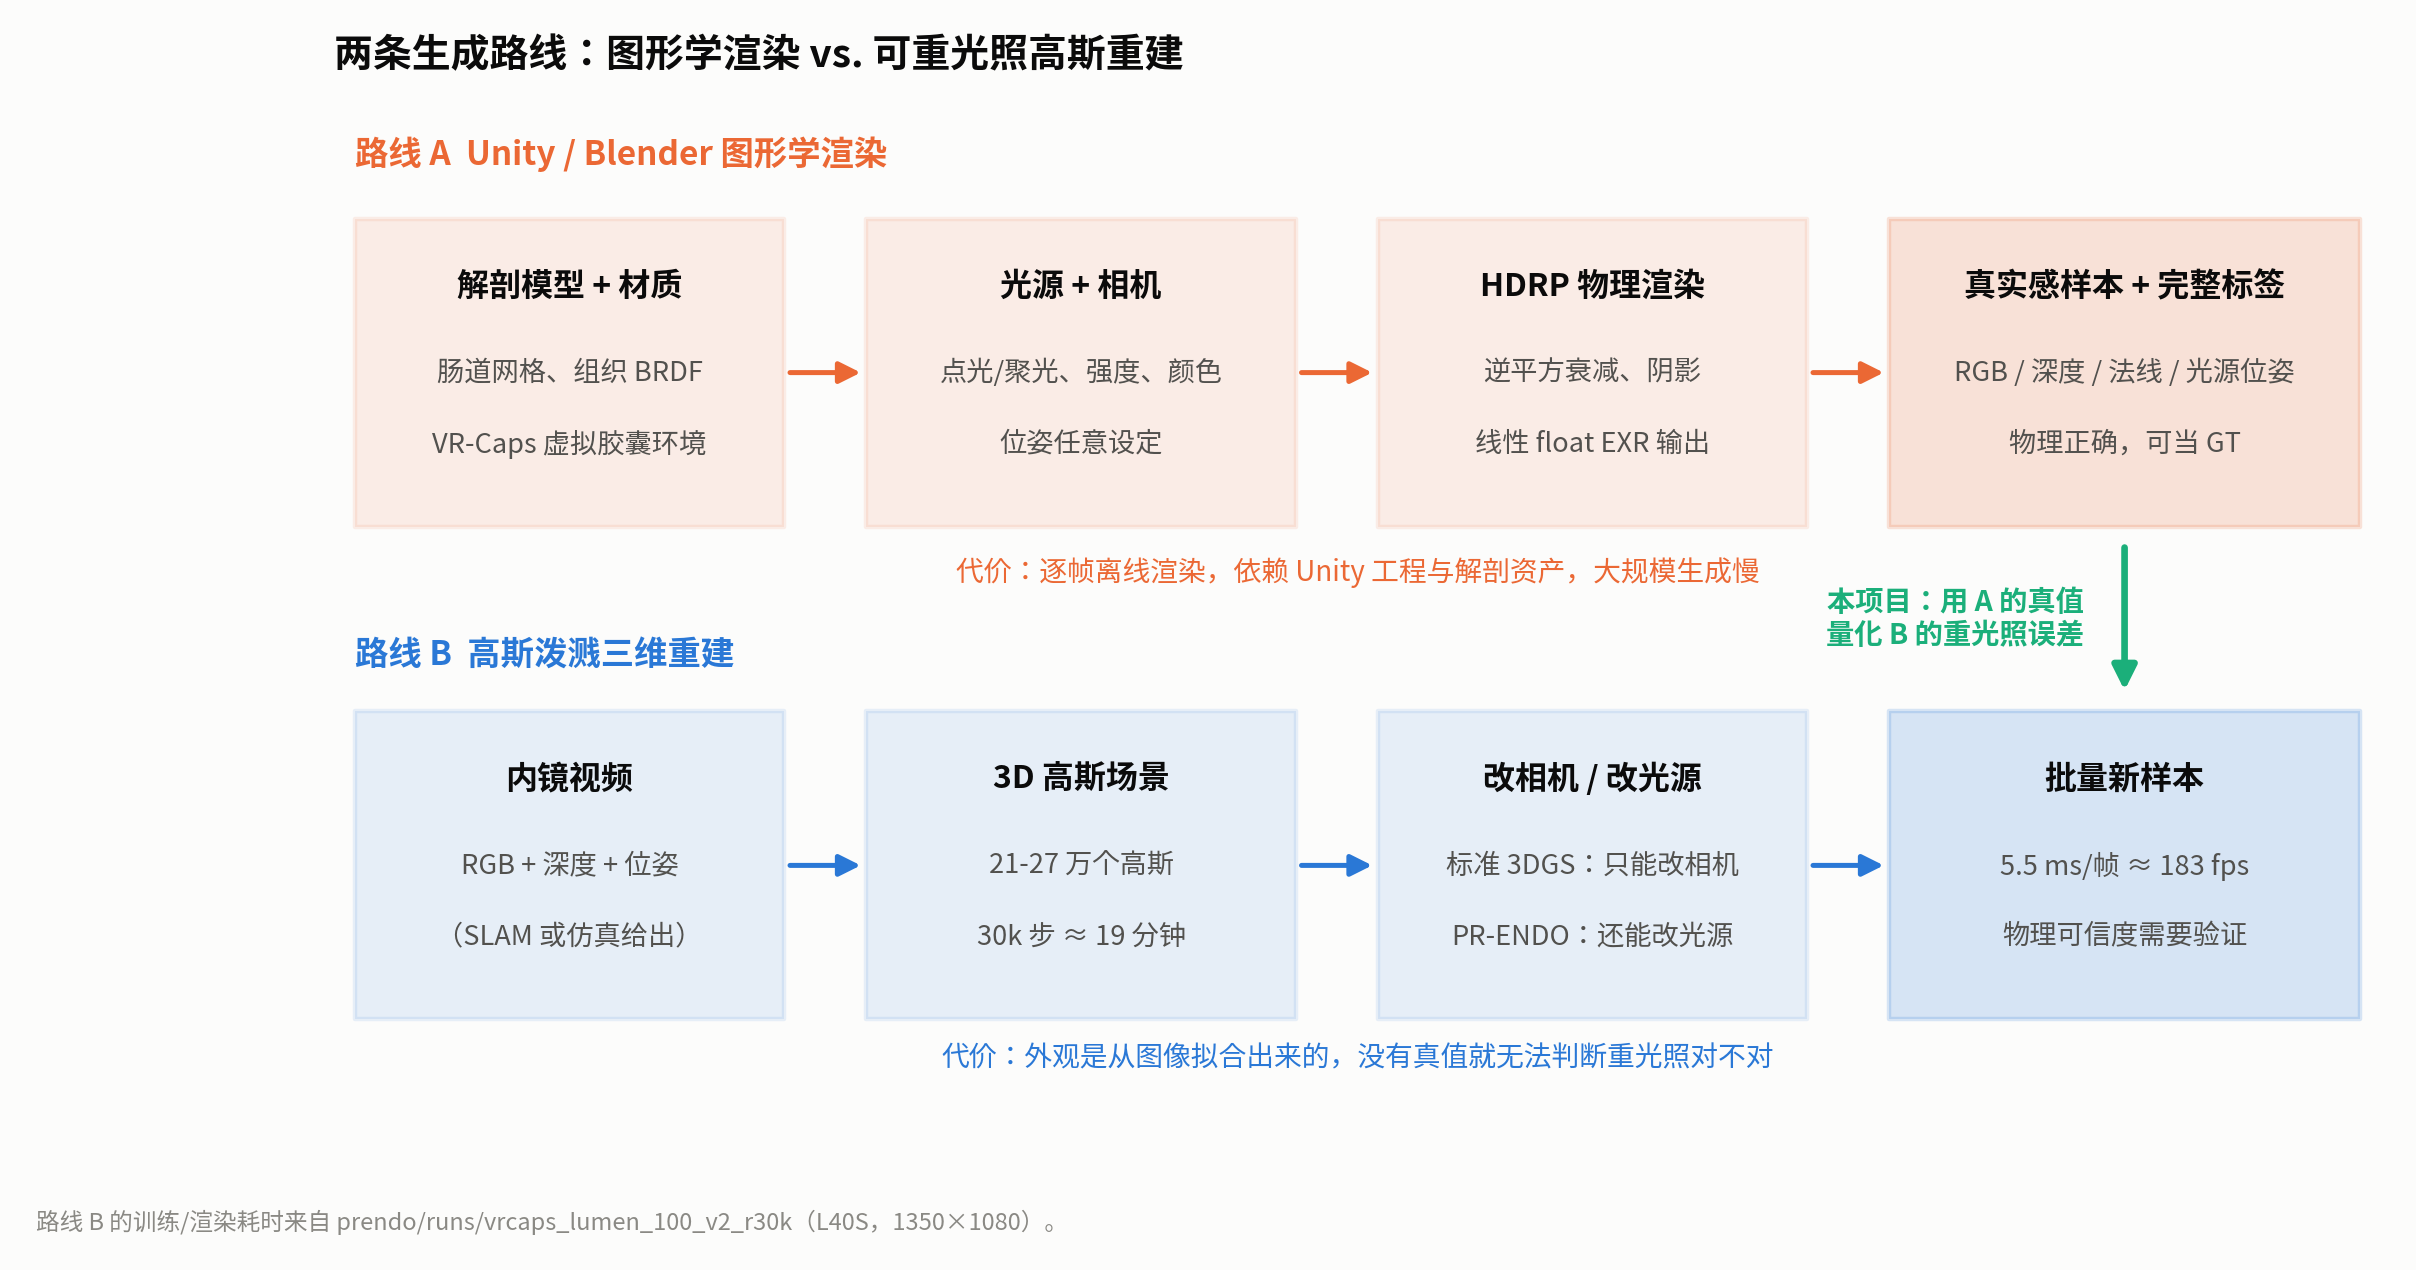 两条生成路线：图形学渲染 vs. 可重光照高斯重建
路线 A  Unity / Blender 图形学渲染
解剖模型 + 材质
肠道网格、组织 BRDF
VR-Caps 虚拟胶囊环境
光源 + 相机
点光/聚光、强度、颜色
位姿任意设定
HDRP 物理渲染
逆平方衰减、阴影
线性 float EXR 输出
真实感样本 + 完整标签
RGB / 深度 / 法线 / 光源位姿
物理正确，可当 GT
代价：逐帧离线渲染，依赖 Unity 工程与解剖资产，大规模生成慢
本项目：用 A 的真值
量化 B 的重光照误差
路线 B  高斯泼溅三维重建
内镜视频
RGB + 深度 + 位姿
（SLAM 或仿真给出）
3D 高斯场景
21-27 万个高斯
30k 步 ≈ 19 分钟
改相机 / 改光源
标准 3DGS：只能改相机
PR-ENDO：还能改光源
批量新样本
5.5 ms/帧 ≈ 183 fps
物理可信度需要验证
代价：外观是从图像拟合出来的，没有真值就无法判断重光照对不对
路线 B 的训练/渲染耗时来自 prendo/runs/vrcaps_lumen_100_v2_r30k（L40S，1350×1080）。